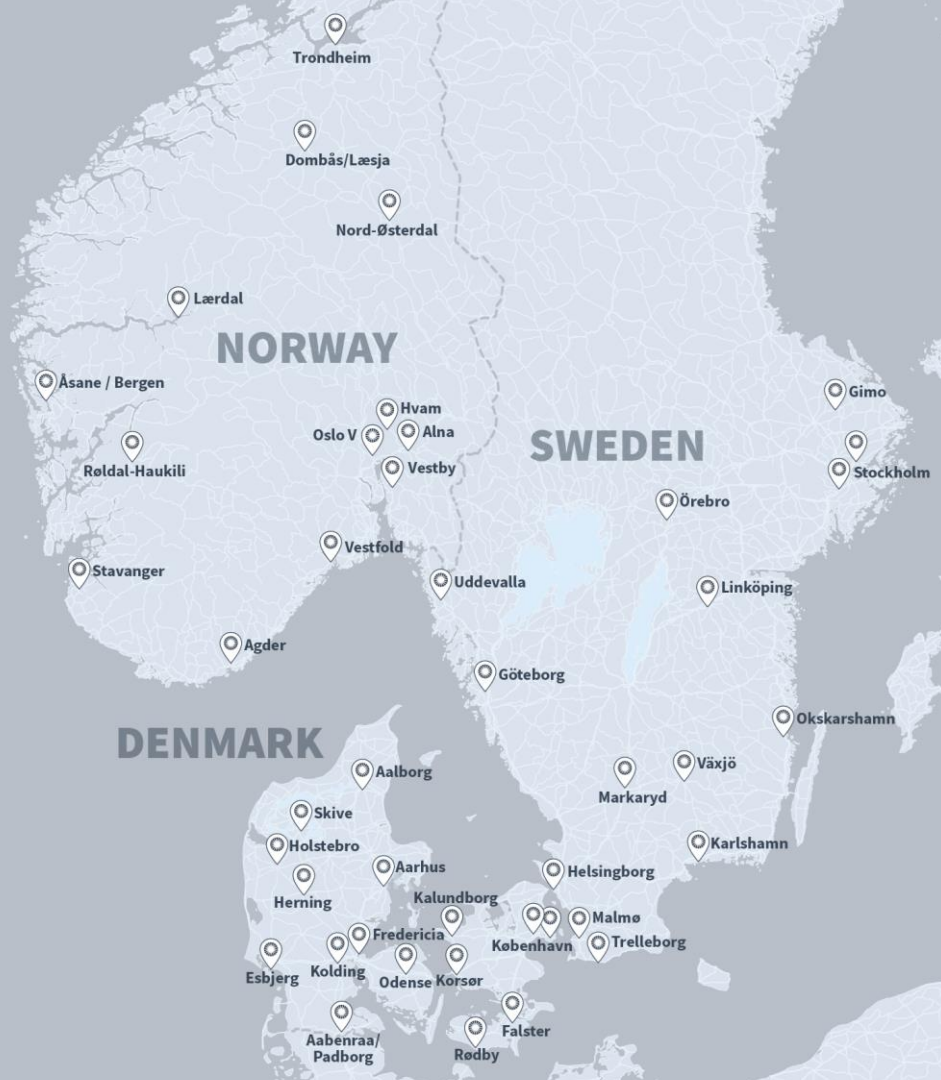 Trondheim
Dombås/Læsja
Nord-Østerdal
Lærdal
NORWAY
Åsane / Bergen
Gimo
Hvam
Oslo V
Alna
SWEDEN
Røldal-Haukili
Vestby
Stockholm
Örebro
Vestfold
Stavanger
Uddevalla
Linköping
Agder
Göteborg
Okskarshamn
DENMARK
Aalborg
Växjö
Markaryd
Skive
Holstebro
Karlshamn
Aarhus
Helsingborg
Herning
Kalundborg
Malmø
Fredericia
København
Trelleborg
Kolding
Esbjerg
Odense
Korsør
Falster
Aabenraa/
Padborg
Rødby